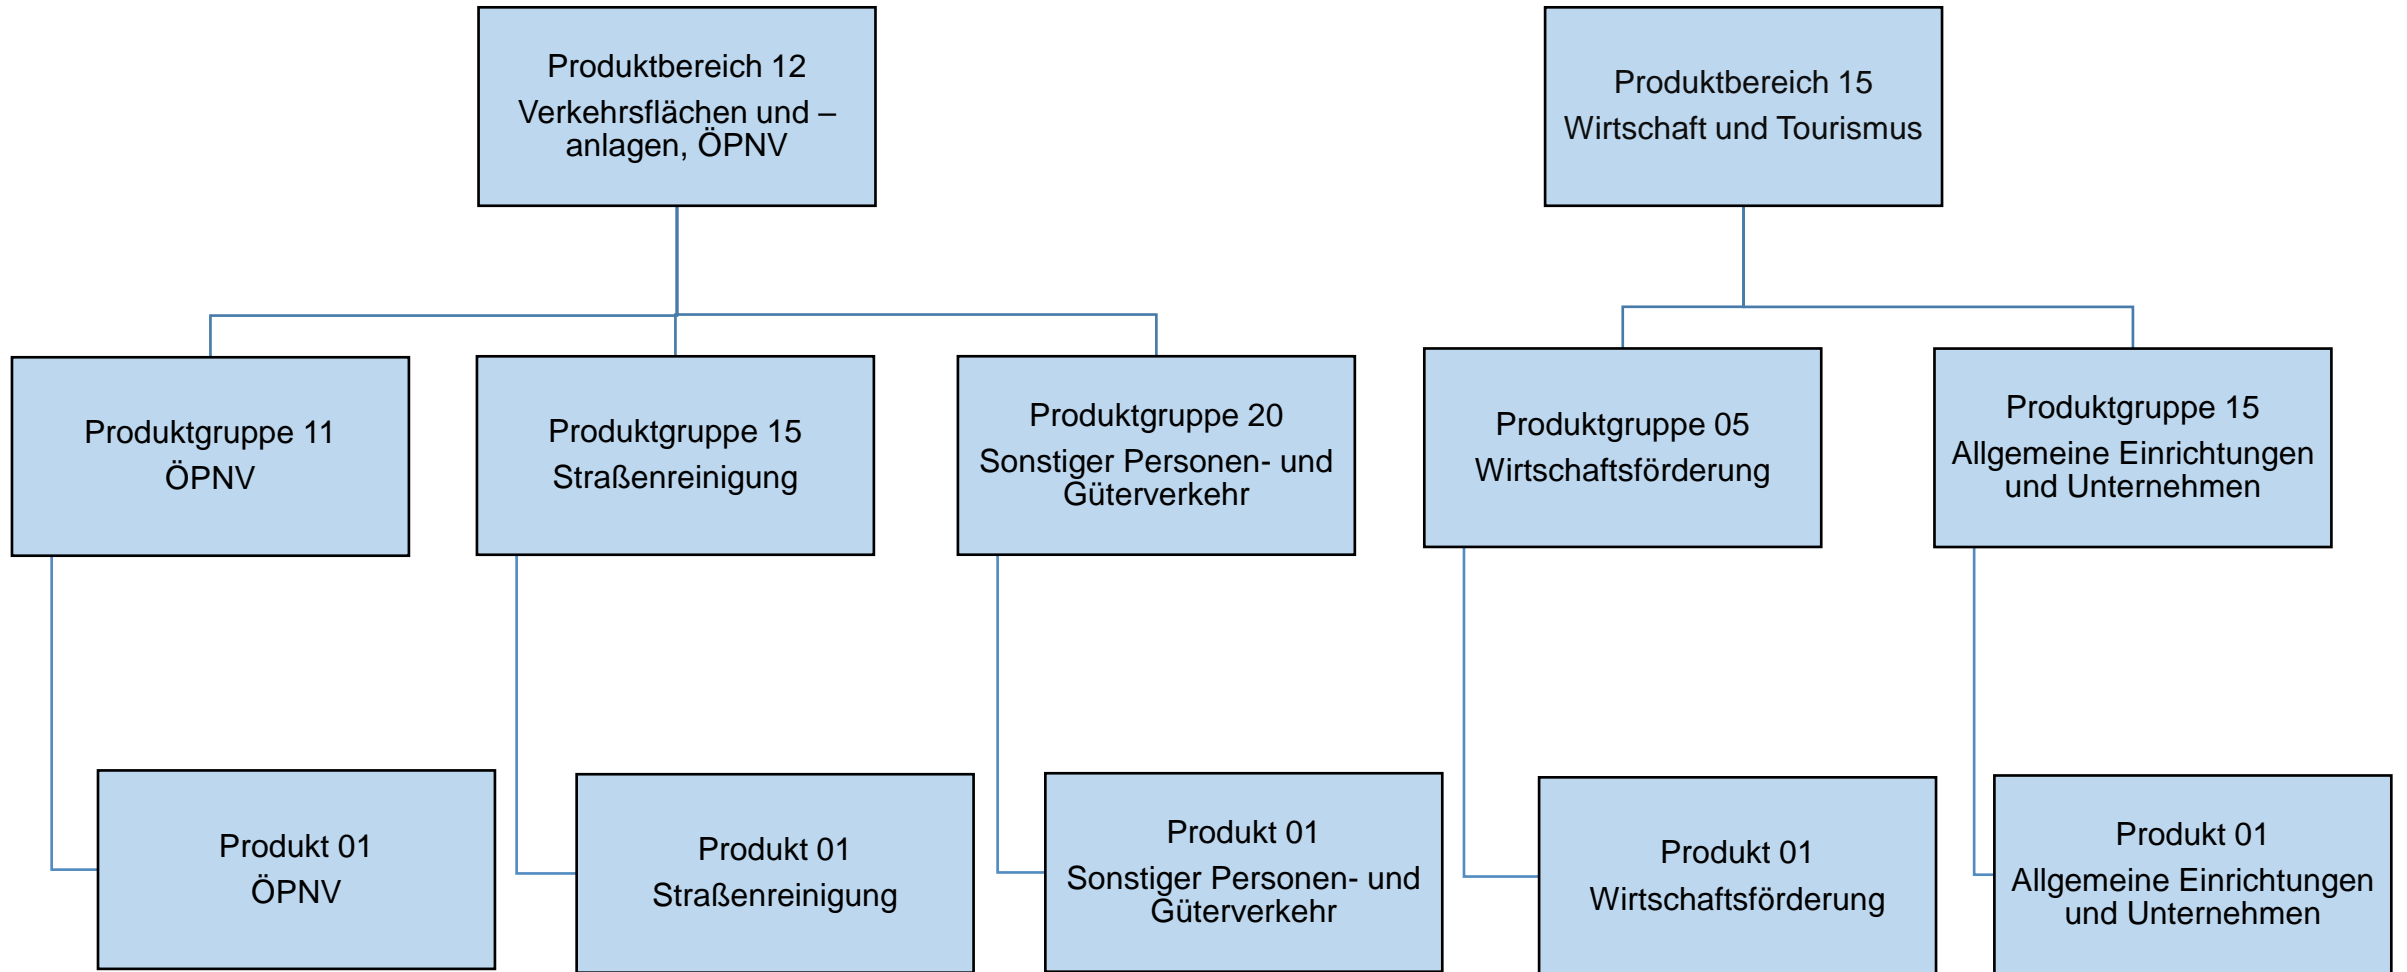 Produktbereich 12
Verkehrsflächen und –
anlagen, ÖPNV
Produktbereich 15
Wirtschaft und Tourismus
Produktgruppe 11
ÖPNV
Produktgruppe 15
Straßenreinigung
Produktgruppe 20
Sonstiger Personen- und
Güterverkehr
Produktgruppe 05
Wirtschaftsförderung
Produktgruppe 15
Allgemeine Einrichtungen
und Unternehmen
Produkt 01
ÖPNV
Produkt 01
Straßenreinigung
Produkt 01
Sonstiger Personen- und
Güterverkehr
Produkt 01
Wirtschaftsförderung
Produkt 01
Allgemeine Einrichtungen
und Unternehmen